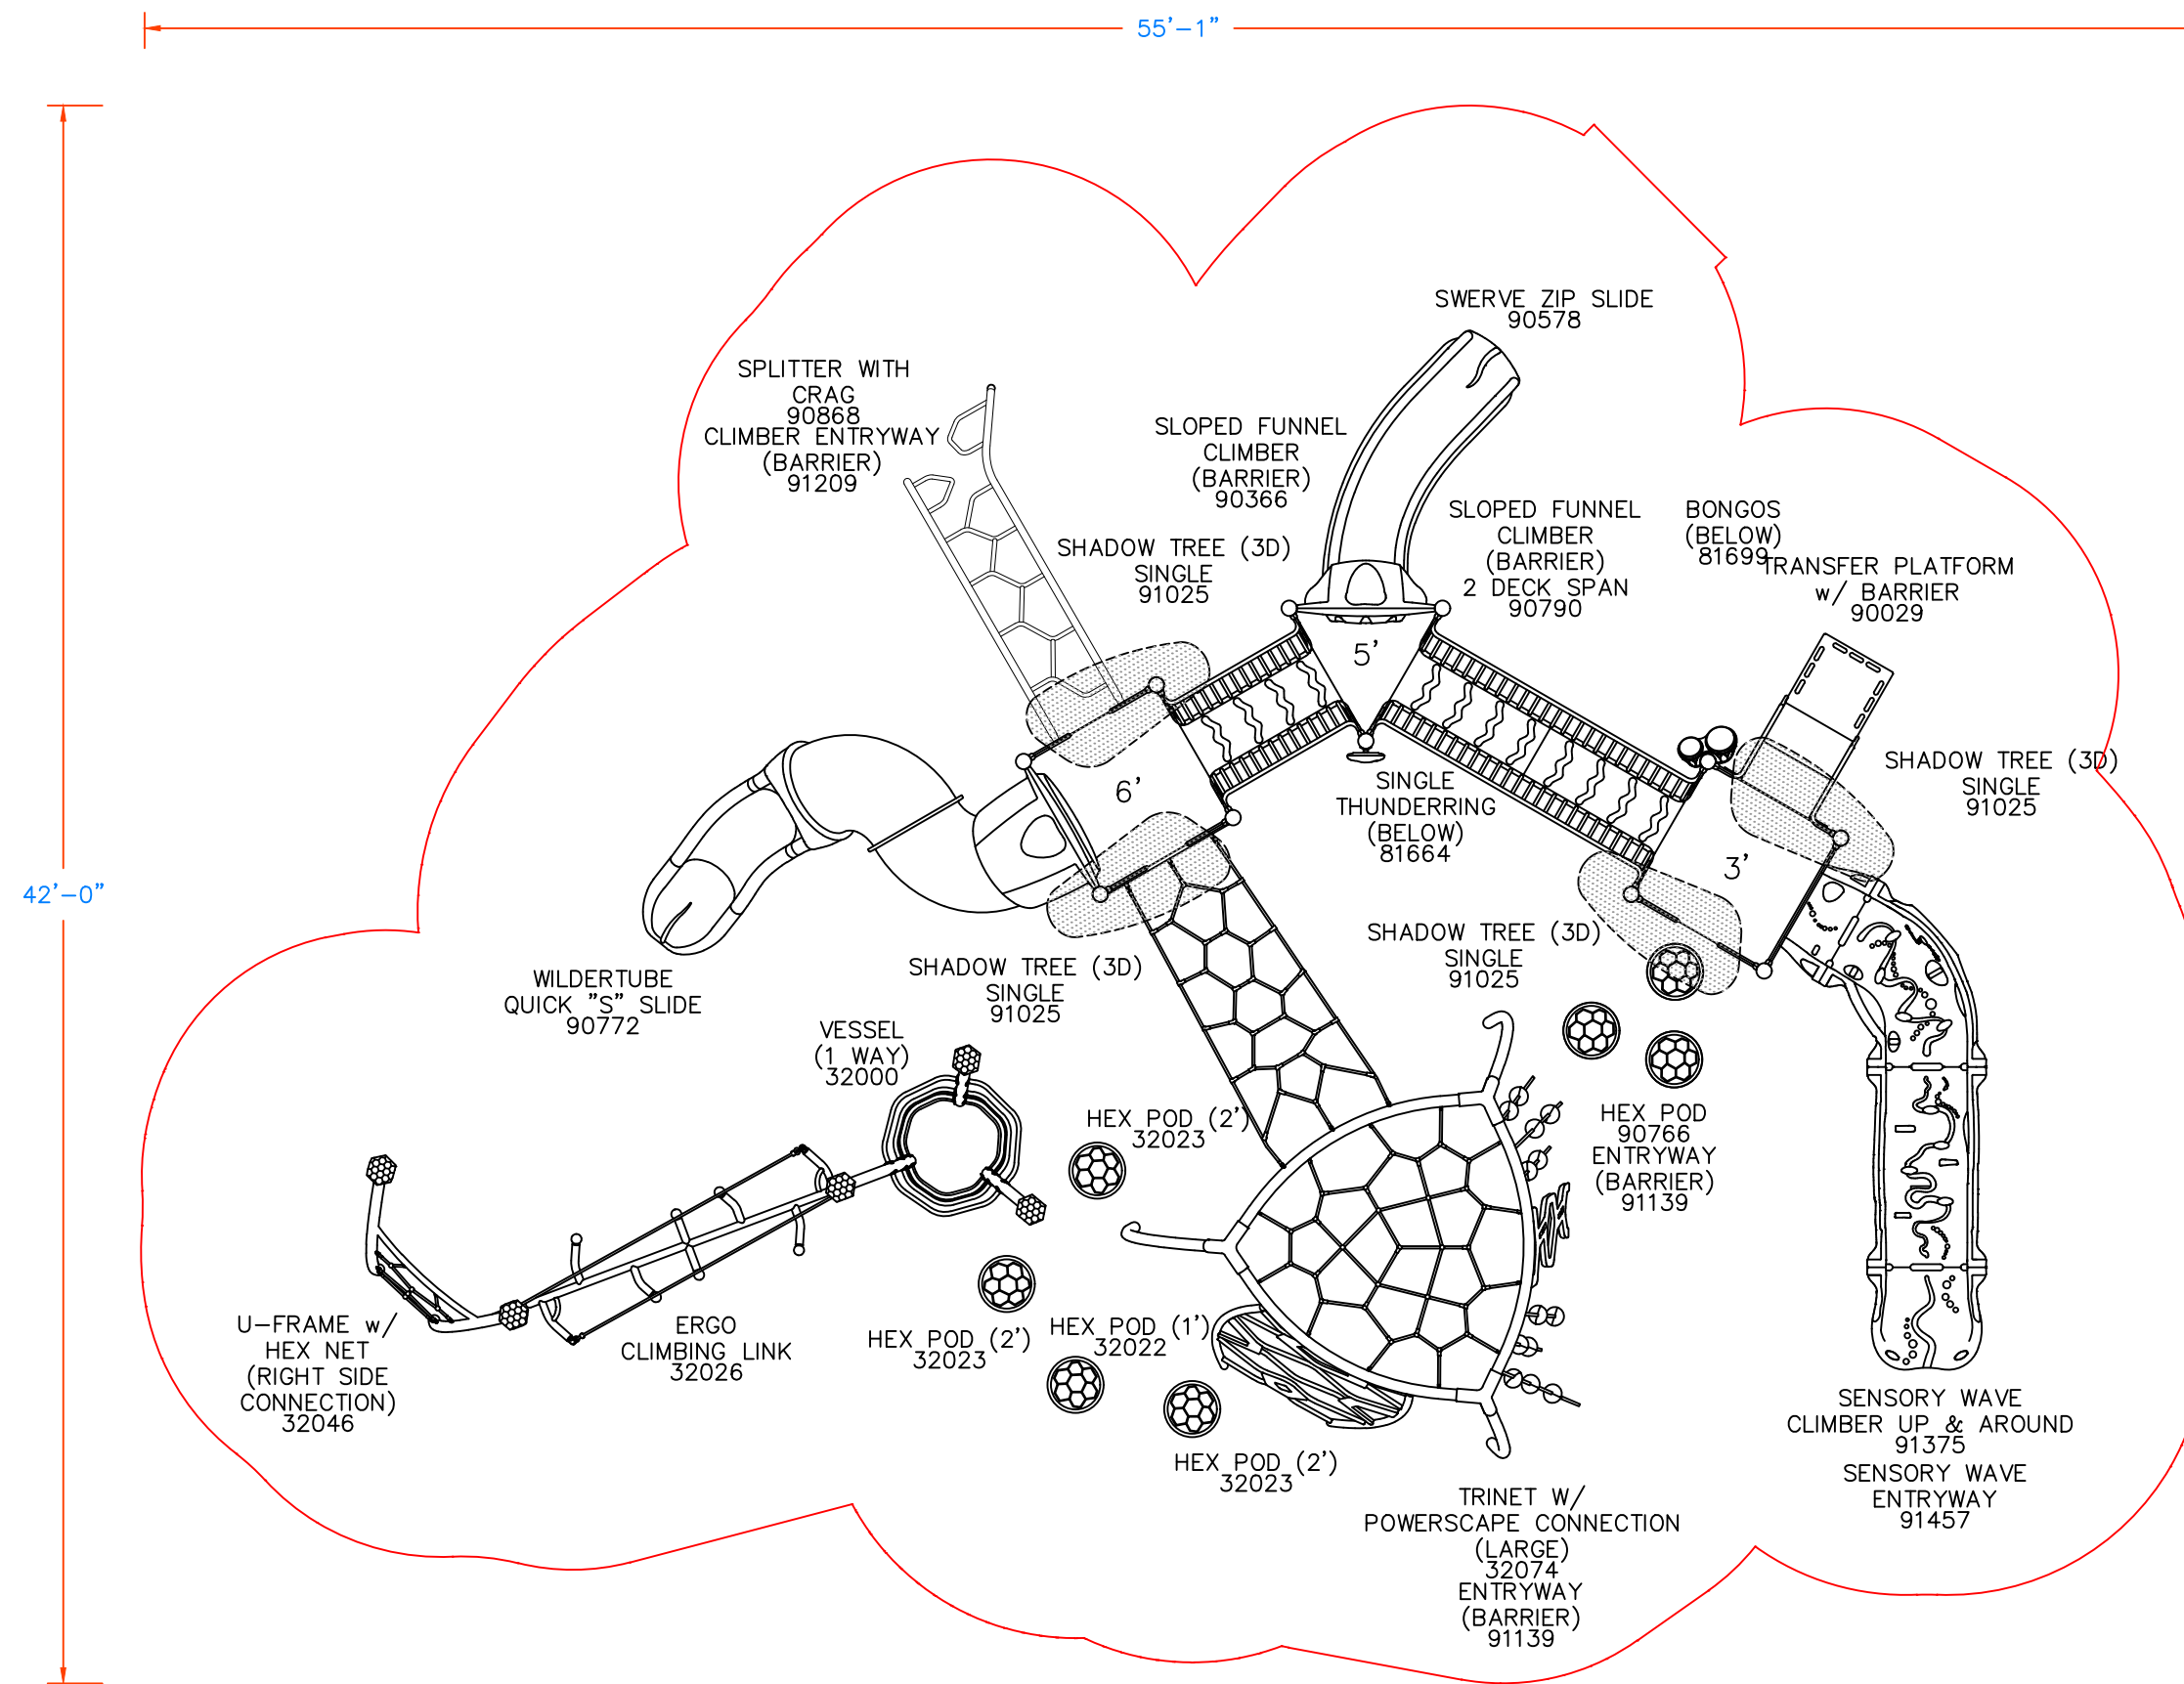 55'-1"
42'-0"
SWERVE ZIP SLIDE
90578
SPLITTER WITH
CRAG
90868
CLIMBER ENTRYWAY
(BARRIER)
91209
SLOPED FUNNEL
CLIMBER
(BARRIER)
90366
SHADOW TREE (3D)
SINGLE
91025
SLOPED FUNNEL
CLIMBER
(BARRIER)
2 DECK SPAN
90790
BONGOS
(BELOW)
81699
TRANSFER PLATFORM
w/ BARRIER
90029
5'
6'
3'
SINGLE
THUNDERRING
(BELOW)
81664
SHADOW TREE (3D)
SINGLE
91025
WILDERTUBE
QUICK "S" SLIDE
90772
SHADOW TREE (3D)
SINGLE
91025
SHADOW TREE (3D)
SINGLE
91025
VESSEL
(1 WAY)
32000
HEX POD (2')
32023
HEX POD
90766
ENTRYWAY
(BARRIER)
91139
U-FRAME w/
HEX NET
(RIGHT SIDE
CONNECTION)
32046
ERGO
CLIMBING LINK
32026
HEX POD (2')
32023
HEX POD (1')
32022
HEX POD (2')
32023
TRINET W/
POWERSCAPE CONNECTION
(LARGE)
32074
ENTRYWAY
(BARRIER)
91139
SENSORY WAVE
CLIMBER UP & AROUND
91375
SENSORY WAVE
ENTRYWAY
91457